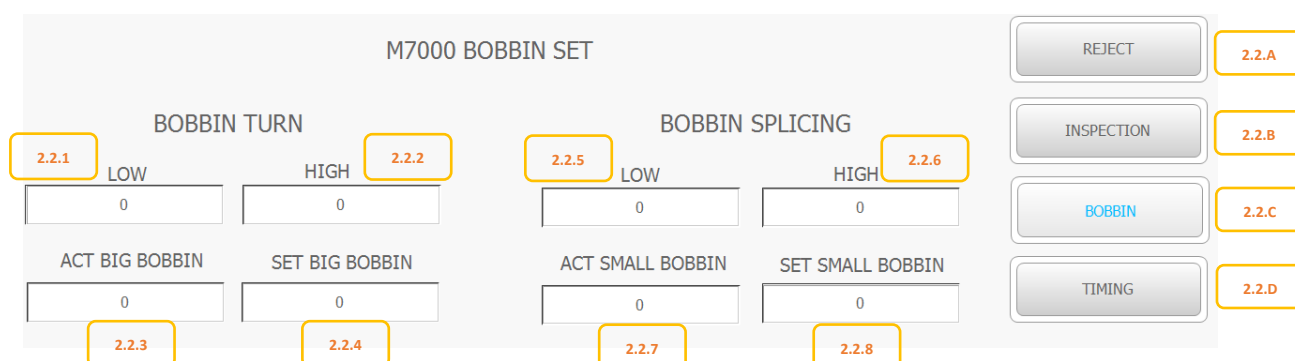 M7000 BOBBIN SET
REJECT
2.2.A
BOBBIN TURN
BOBBIN SPLICING
INSPECTION
2.2.B
2.2.1
LOW
HIGH
2.2.2
2.2.5
LOW
HIGH
2.2.6
0
0
0
0
BOBBIN
2.2.C
ACT BIG BOBBIN
SET BIG BOBBIN
ACT SMALL BOBBIN
SET SMALL BOBBIN
0
0
0
0
TIMING
2.2.D
2.2.3
2.2.4
2.2.7
2.2.8